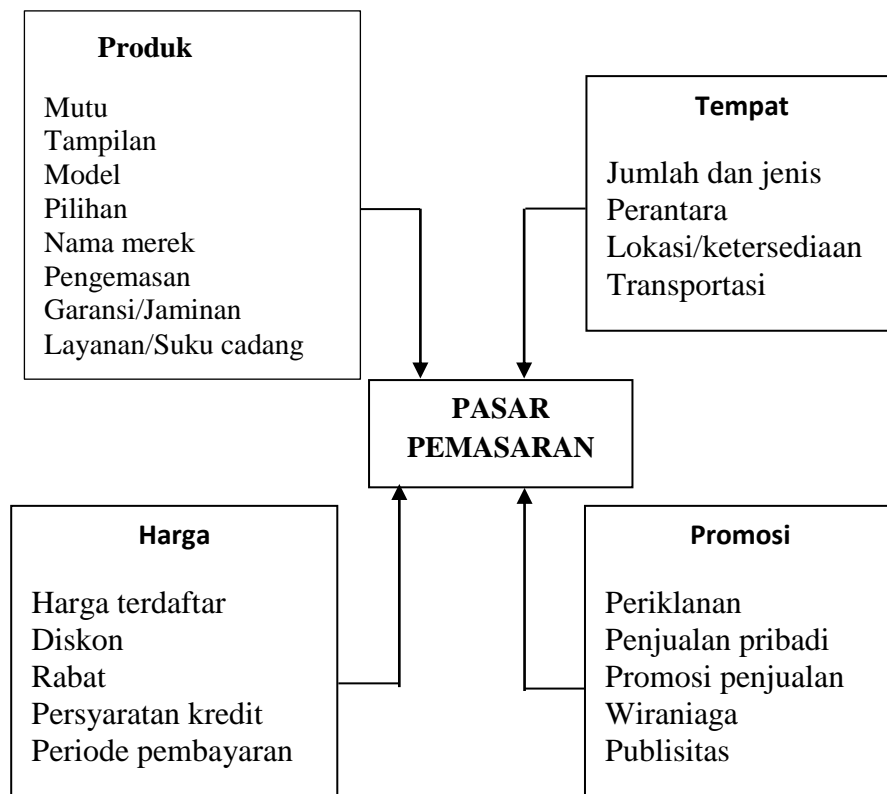 Produk
Mutu
Tampilan
Model
Pilihan
Nama merek
Pengemasan
Garansi/Jaminan
Layanan/Suku cadang
Tempat
Jumlah dan jenis
Perantara
Lokasi/ketersediaan
Transportasi
PASAR
PEMASARAN
Harga
Harga terdaftar
Diskon
Rabat
Persyaratan kredit
Periode pembayaran
Promosi
Periklanan
Penjualan pribadi
Promosi penjualan
Wiraniaga
Publisitas